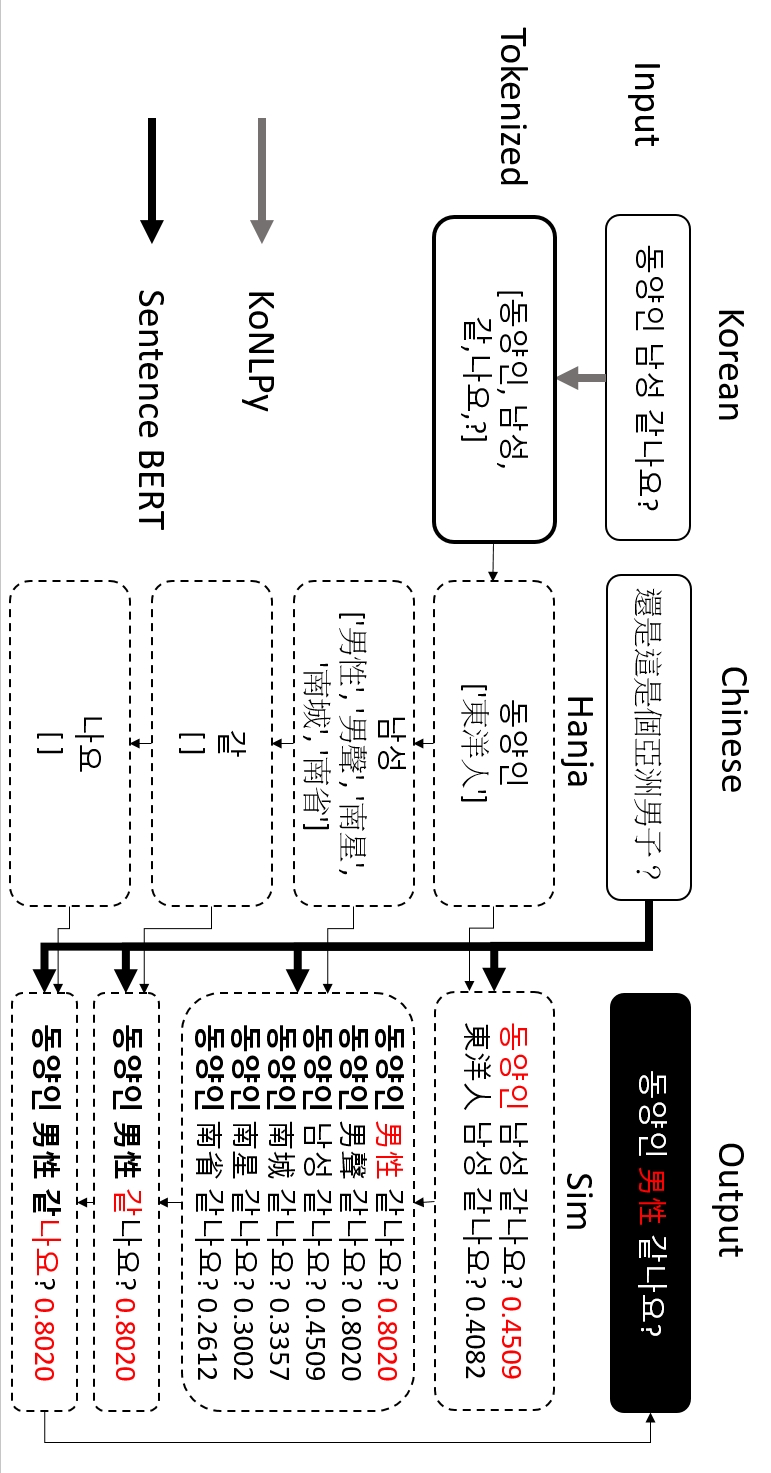 Korean
Chinese
Output
Input
동양인 남성 같나요?
還是這是個亞洲男子？
동양인 男性 같나요?
Hanja
Sim
Tokenized
[동양인, 남성,
같,나요,?]
동양인
['東洋人']
동양인 남성 같나요? 0.4509
東洋人 남성 같나요? 0.4082
남성
['男性', '男聲', '南星',
'南城', '南省']
동양인 男性 같나요? 0.8020
동양인 男聲 같나요? 0.8020
동양인 남성 같나요? 0.4509
동양인 南城 같나요? 0.3357
동양인 南星 같나요? 0.3002
동양인 南省 같나요? 0.2612
KoNLPy
같
[ ]
동양인 男性 같나요? 0.8020
Sentence BERT
나요
[ ]
동양인 男性 같나요? 0.8020